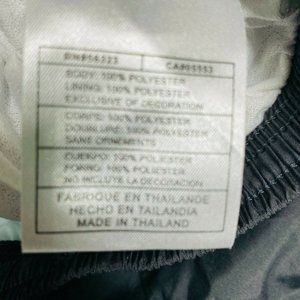 RN#56323 CA#05553
BODY: 100% POLYESTER
LINING: 100% POLYESTER
EXCLUSIVE OF DECORATION
CORPS: 100% POLYESTER
DOUBLURE: 100% POLYESTER
SANS ORNEMENTS
CUERPO: 100% POLIESTER
FORRO: 100% POLIESTER
NO INCLUYE LA DECORACION
FABRIQUE EN THAILANDE
HECHO EN TAILANDIA
MADE IN THAILAND